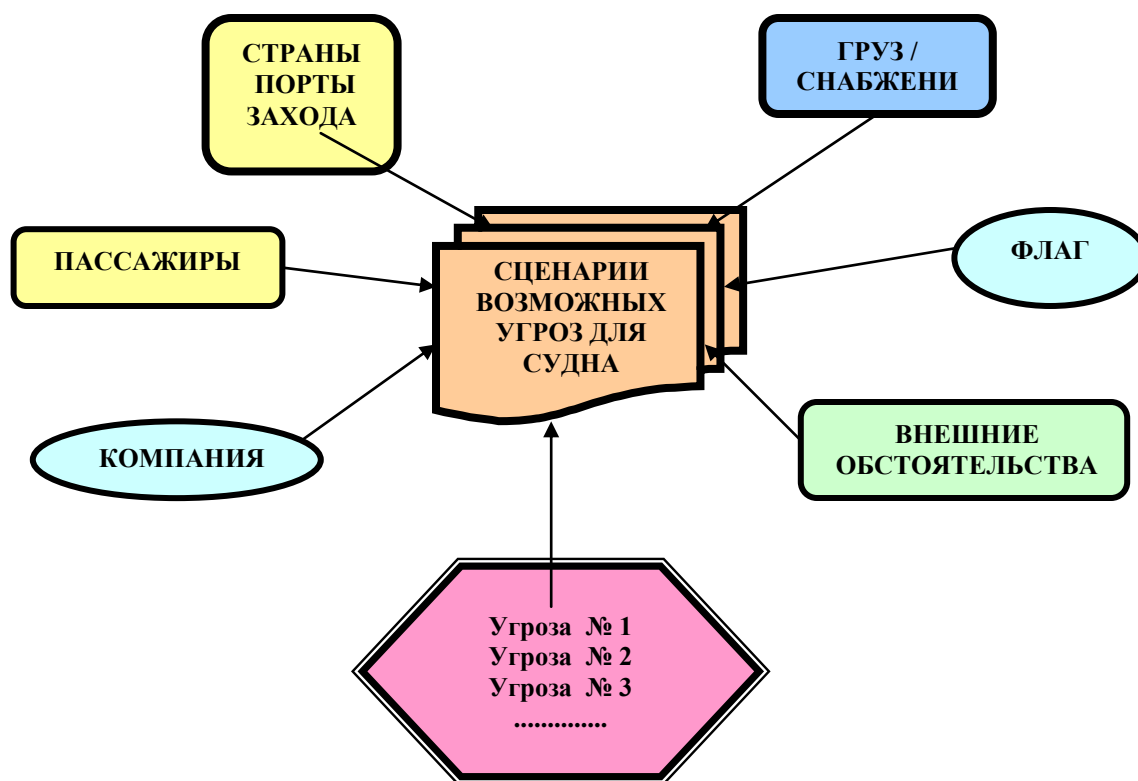 СТРАНЫ
ПОРТЫ
ЗАХОДА
ГРУЗ /
СНАБЖЕНИ
ПАССАЖИРЫ
СЦЕНАРИИ
ВОЗМОЖНЫХ
УГРОЗ ДЛЯ
СУДНА
ФЛАГ
КОМПАНИЯ
ВНЕШНИЕ
ОБСТОЯТЕЛЬСТВА
Угроза № 1
Угроза № 2
Угроза № 3
..............